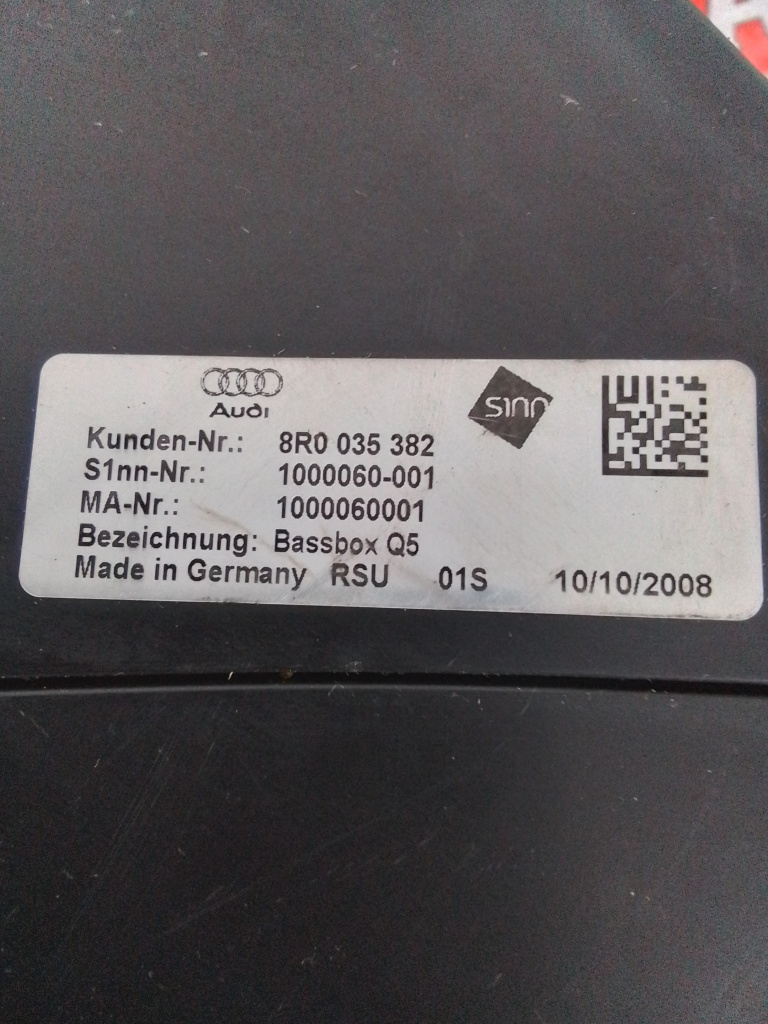 Audi
S1nn
Kunden-Nr.: 8R0 035 382
S1nn-Nr.: 1000060-001
MA-Nr.: 1000060001
Bezeichnung: Bassbox Q5
Made in Germany RSU 01S 10/10/2008